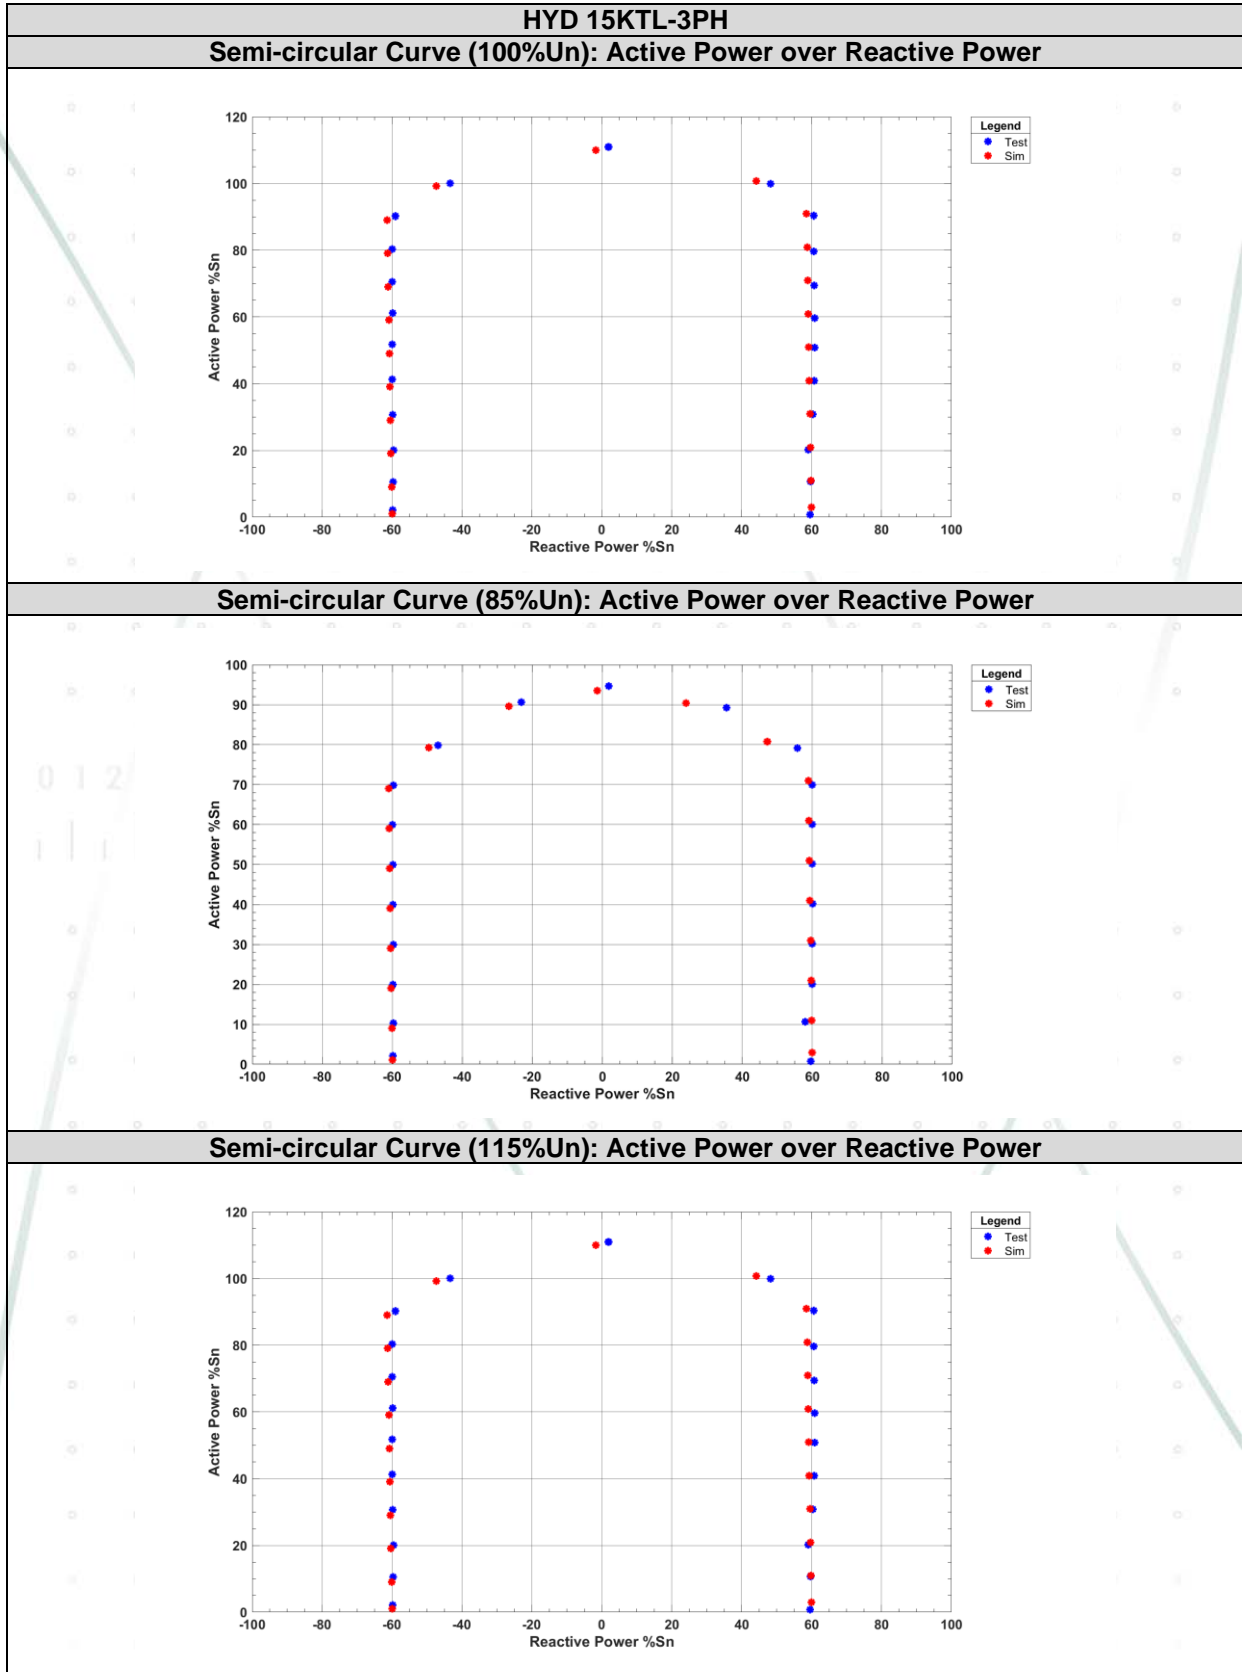 HYD 15KTL-3PH
Semi-circular Curve (100%Un): Active Power over Reactive Power
120
100
80
60
40
20
0
Active Power %Sn
-100 -80 -60 -40 -20 0 20 40 60 80 100
Reactive Power %Sn
Legend
Test
Sim
Semi-circular Curve (85%Un): Active Power over Reactive Power
100
90
80
70
60
50
40
30
20
10
0
Active Power %Sn
-100 -80 -60 -40 -20 0 20 40 60 80 100
Reactive Power %Sn
Legend
Test
Sim
0 1 2
Semi-circular Curve (115%Un): Active Power over Reactive Power
120
100
80
60
40
20
0
Active Power %Sn
-100 -80 -60 -40 -20 0 20 40 60 80 100
Reactive Power %Sn
Legend
Test
Sim